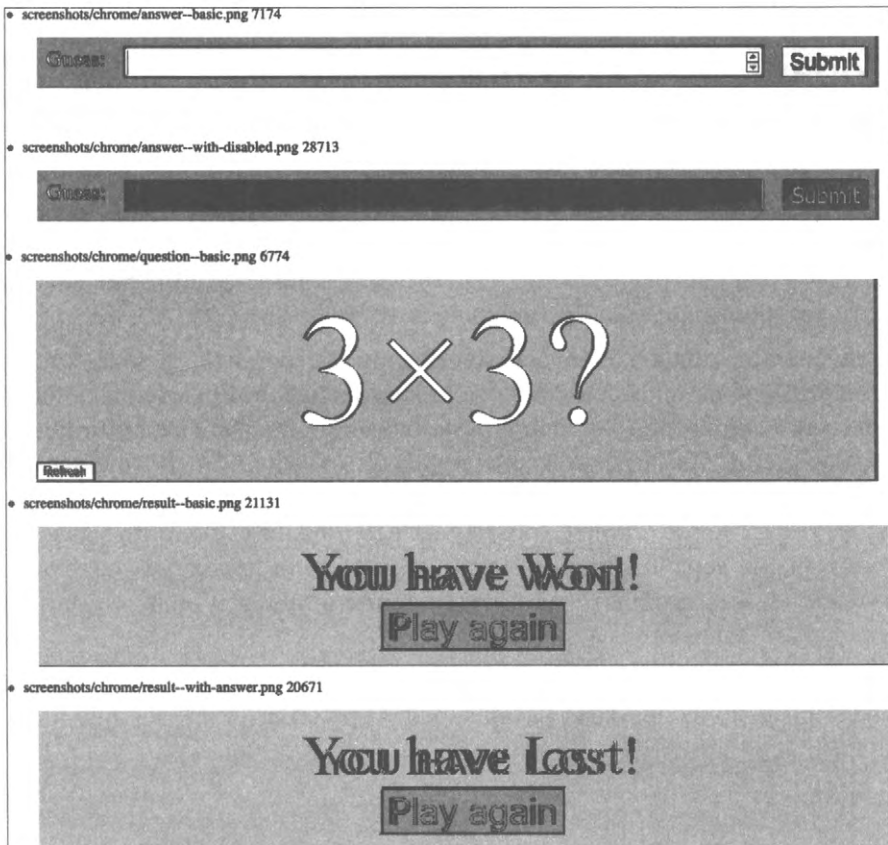 screenshots/chrome/answer--basic.png 7174
Guess: Submit
screenshots/chrome/answer--with-disabled.png 28713
Guess: Submit
screenshots/chrome/question--basic.png 6774
3×3?
Refresh
screenshots/chrome/result--basic.png 21131
You have Won!
Play again
screenshots/chrome/result--with-answer.png 20671
You have Lost!
Play again